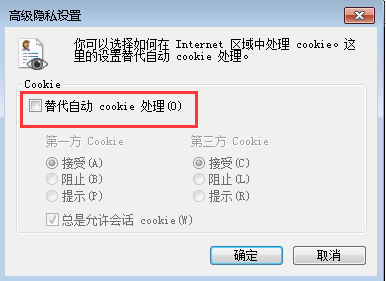 高级隐私设置
你可以选择如何在 Internet 区域中处理 cookie。这
里的设置替代自动 cookie 处理。
Cookie
替代自动 cookie 处理(O)
第一方 Cookie 第三方 Cookie
接受(A) 接受(C)
阻止(B) 阻止(L)
提示(P) 提示(R)
总是允许会话 cookie(W)
确定 取消